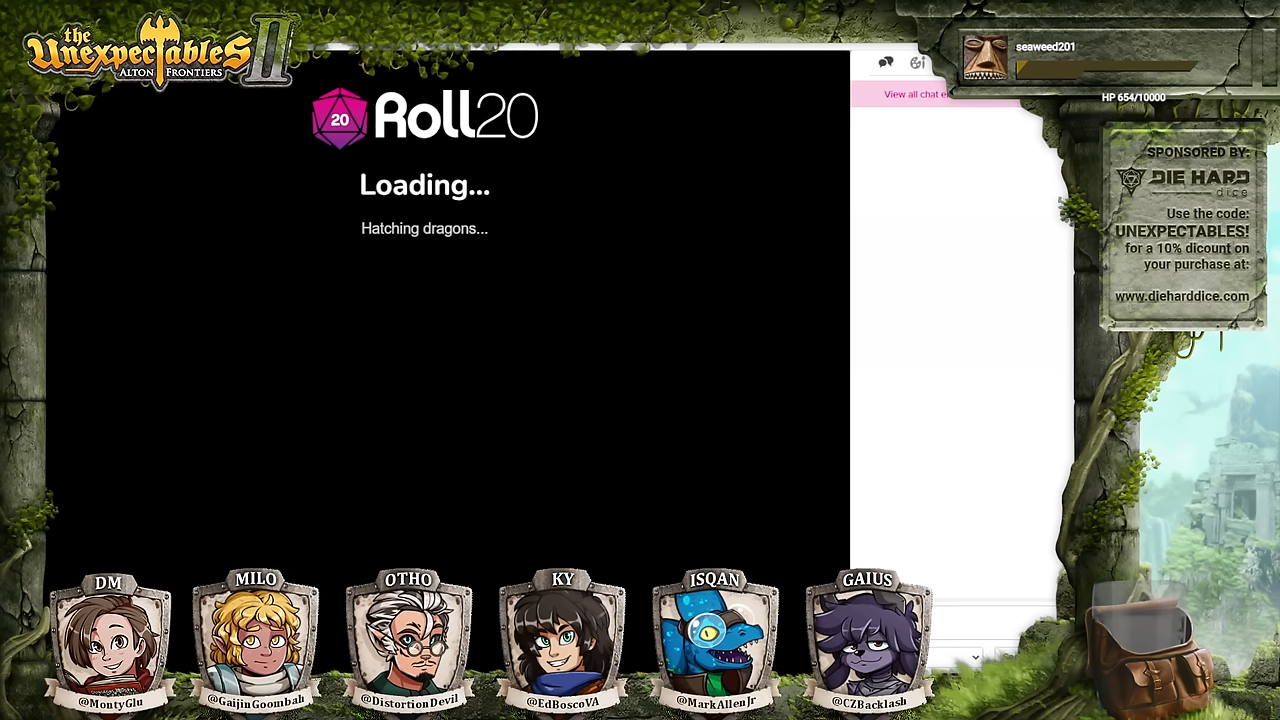 the
UnexpectableS II
ALTON FRONTIERS
20 Roll20
Loading...
Hatching dragons...
View all chat e
seaweed201
HP 654/10000
SPONSORED BY:
DIE HARD
dice
Use the code:
UNEXPECTABLES!
for a 10% dicount on
your purchase at:
www.dieharddice.com
DM
@MontyGlu
MILO
@GaijinGoombah
OTHO
@DistortionDevil
KY
@EdBoscoVA
ISQAN
@MarkAllenJr
GAIUS
@CZBacklash